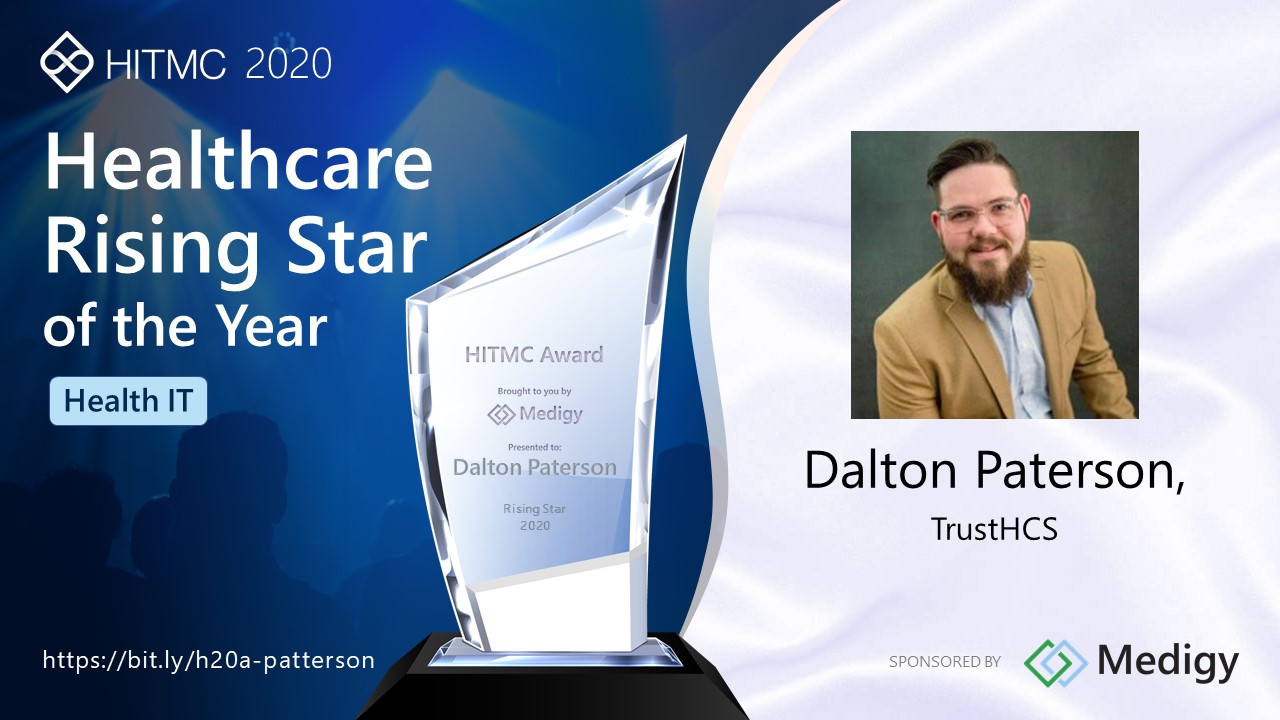 HITMC 2020
Healthcare
Rising Star
of the Year
Health IT
HITMC Award
Brought to you by
Medigy
Presented to:
Dalton Paterson
Rising Star
2020
https://bit.ly/h20a-patterson
Dalton Paterson,
TrustHCS
SPONSORED BY Medigy